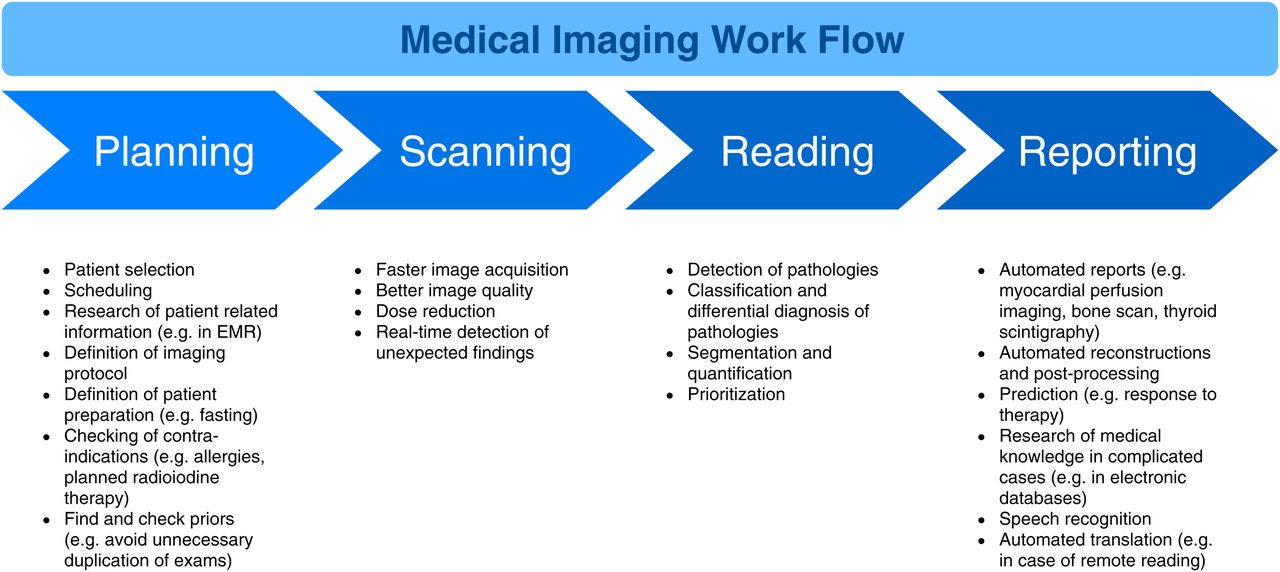 Medical Imaging Work Flow
Planning
Scanning
Reading
Reporting
• Patient selection
• Scheduling
• Research of patient related
information (e.g. in EMR)
• Definition of imaging
protocol
• Definition of patient
preparation (e.g. fasting)
• Checking of contra-
indications (e.g. allergies,
planned radioiodine
therapy)
• Find and check priors
(e.g. avoid unnecessary
duplication of exams)
• Faster image acquisition
• Better image quality
• Dose reduction
• Real-time detection of
unexpected findings
• Detection of pathologies
• Classification and
differential diagnosis of
pathologies
• Segmentation and
quantification
• Prioritization
• Automated reports (e.g.
myocardial perfusion
imaging, bone scan, thyroid
scintigraphy)
• Automated reconstructions
and post-processing
• Prediction (e.g. response to
therapy)
• Research of medical
knowledge in complicated
cases (e.g. in electronic
databases)
• Speech recognition
• Automated translation (e.g.
in case of remote reading)